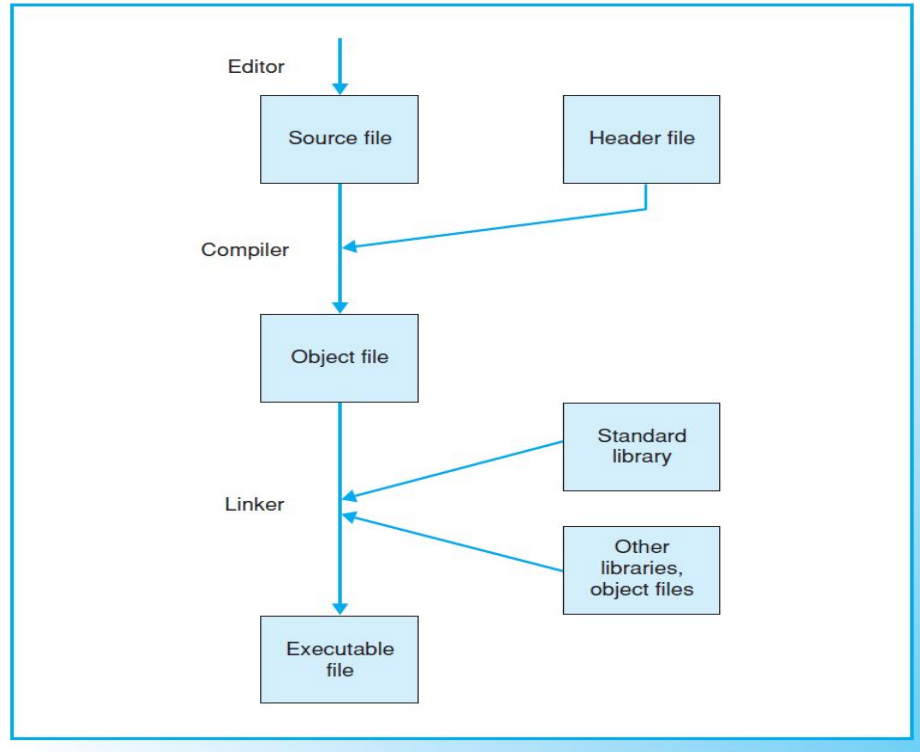 Editor
Source file
Header file
Compiler
Object file
Standard
library
Linker
Other
libraries,
object files
Executable
file